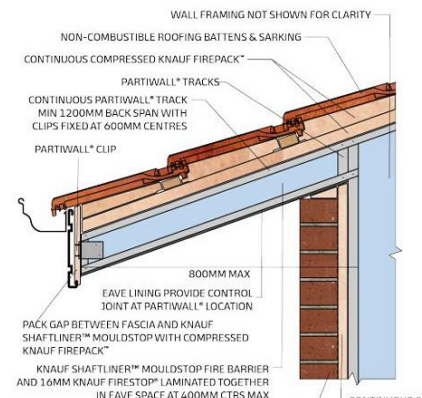 WALL FRAMING NOT SHOWN FOR CLARITY
NON-COMBUSTIBLE ROOFING BATTENS & SARKING
CONTINUOUS COMPRESSED KNAUF FIREPACK™
PARTIWALL® TRACKS
CONTINUOUS PARTIWALL® TRACK
MIN 1200MM BACK SPAN WITH
CLIPS FIXED AT 600MM CENTRES
PARTIWALL® CLIP
800MM MAX
EAVE LINING PROVIDE CONTROL
JOINT AT PARTIWALL® LOCATION
PACK GAP BETWEEN FASCIA AND KNAUF
SHAFTLINER™ MOULDSTOP WITH COMPRESSED
KNAUF FIREPACK™
KNAUF SHAFTLINER™ MOULDSTOP FIRE BARRIER
AND 16MM KNAUF FIRESTOP® LAMINATED TOGETHER
IN EAVE SPACE AT 400MM CTRS MAX